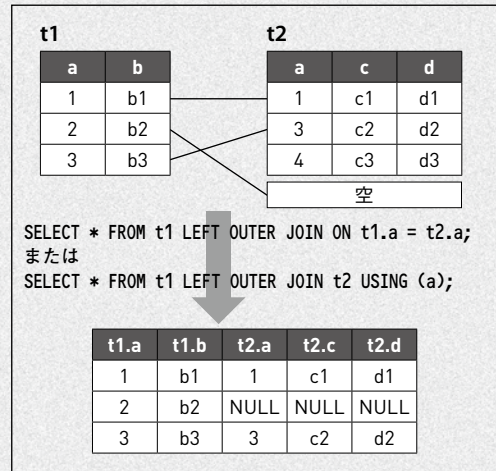 t1 t2
a b a c d
1 b1 1 c1 d1
2 b2 3 c2 d2
3 b3 4 c3 d3
空
SELECT * FROM t1 LEFT OUTER JOIN ON t1.a = t2.a;
または
SELECT * FROM t1 LEFT OUTER JOIN t2 USING (a);
t1.a t1.b t2.a t2.c t2.d
1 b1 1 c1 d1
2 b2 NULL NULL NULL
3 b3 3 c2 d2